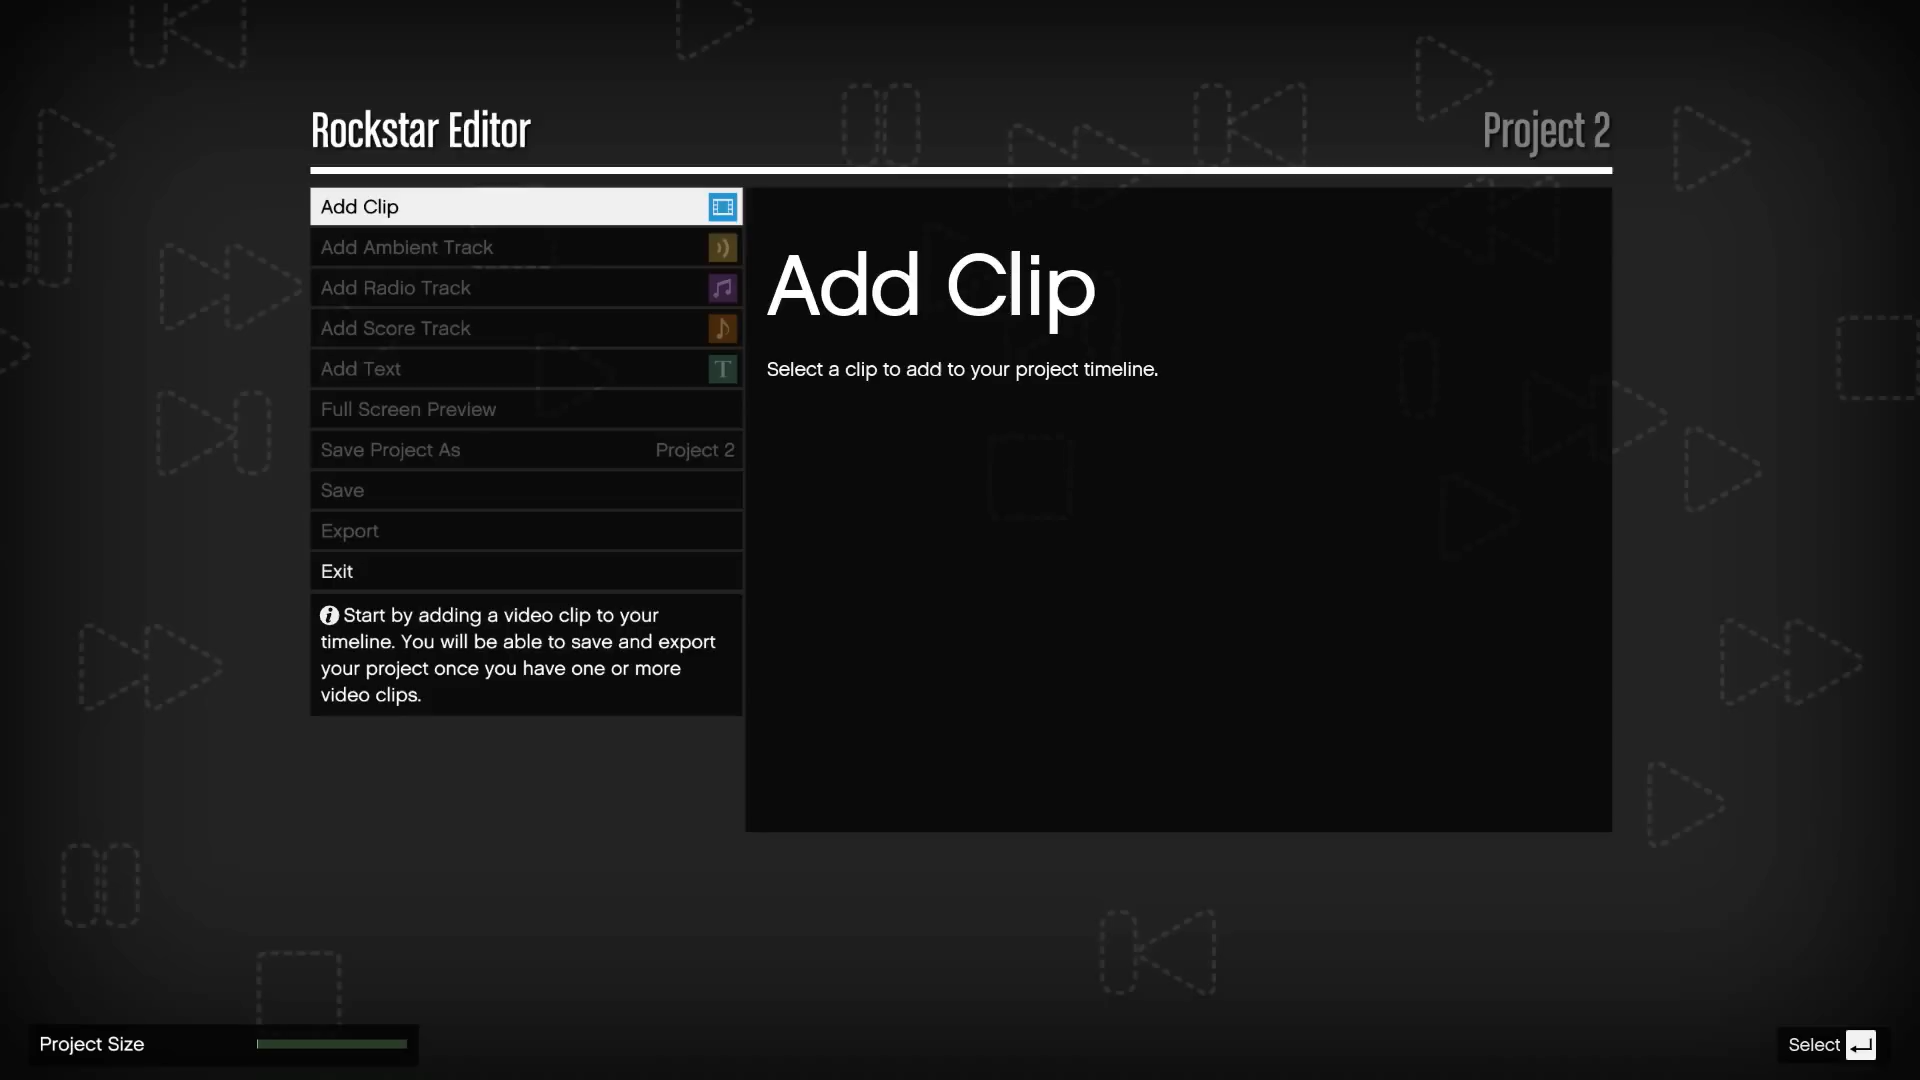 Rockstar Editor
Project 2
Add Clip
Add Ambient Track
Add Radio Track
Add Score Track
Add Text
T
Full Screen Preview
Save Project As Project 2
Save
Export
Exit
Start by adding a video clip to your
timeline. You will be able to save and export
your project once you have one or more
video clips.
Add Clip
Select a clip to add to your project timeline.
Project Size
Select